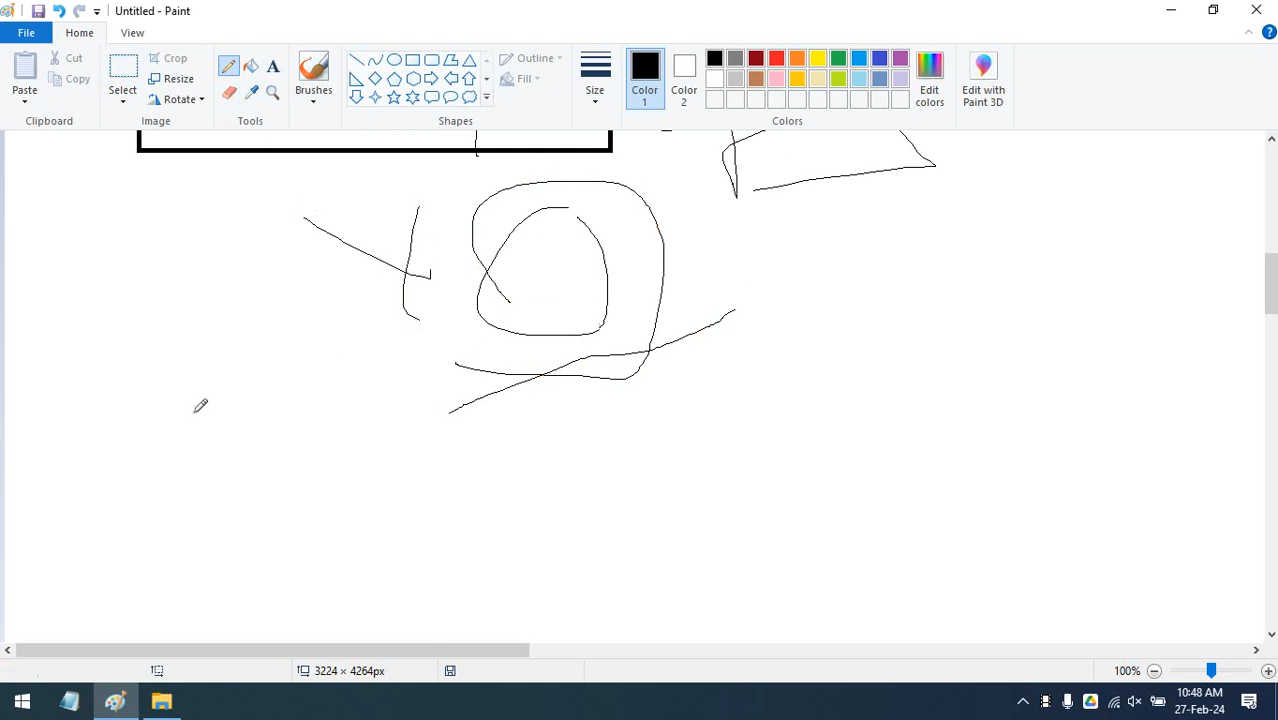 Untitled - Paint
File Home View
Paste
Clipboard
Select
Crop
Resize
Rotate
Image
Cut
Copy
A
Tools
Brushes
Shapes
Outline
Fill
Size
Color 1
Color 2
Colors
Edit colors
Edit with Paint 3D
3224 × 4264px
100%
10:48 AM
27-Feb-24